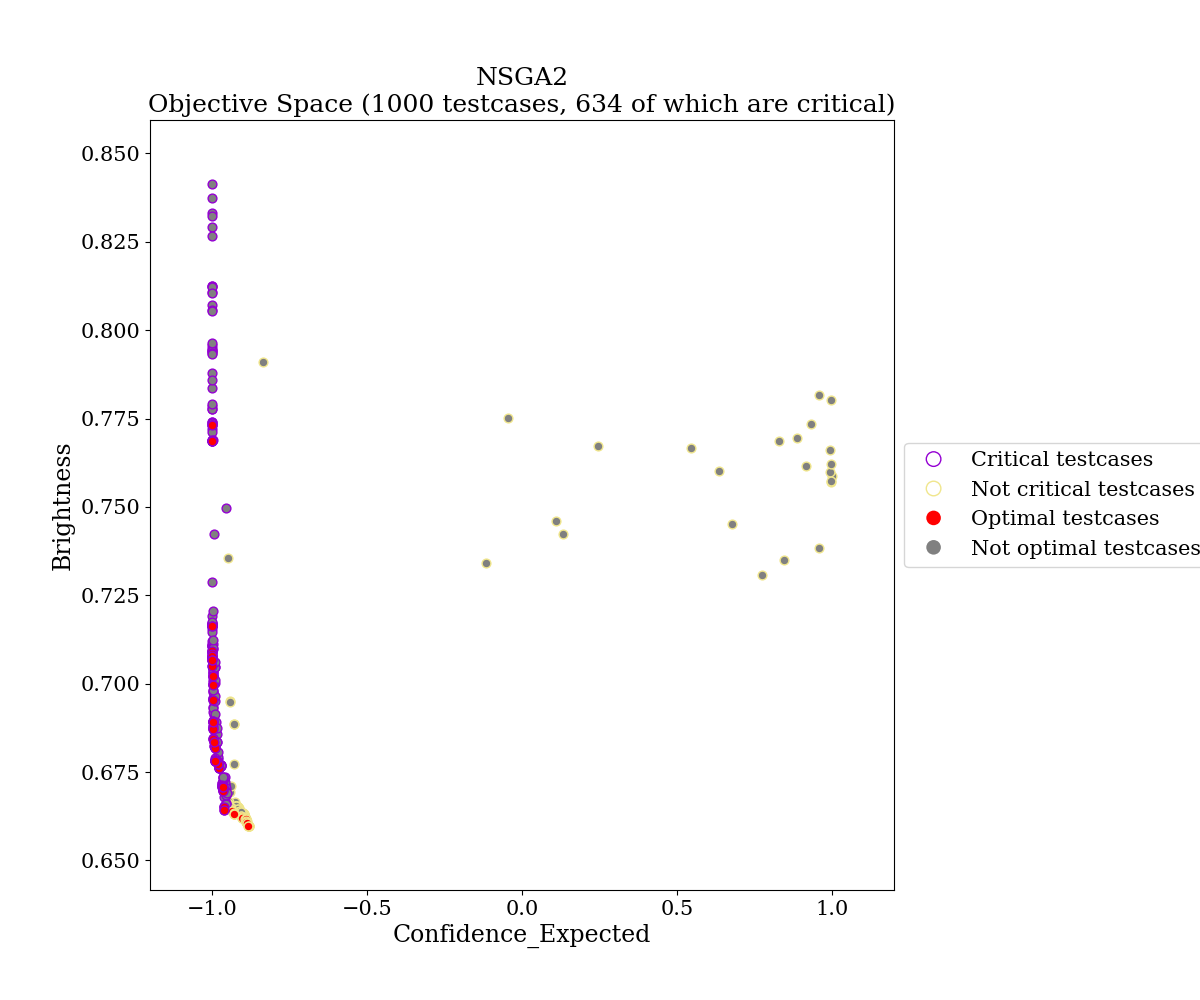 NSGA2
Objective Space (1000 testcases, 634 of which are critical)
0.850
0.825
0.800
0.775
0.750
0.725
0.700
0.675
0.650
Brightness
−1.0
−0.5
0.0
0.5
1.0
Confidence_Expected
Critical testcases
Not critical testcases
Optimal testcases
Not optimal testcases